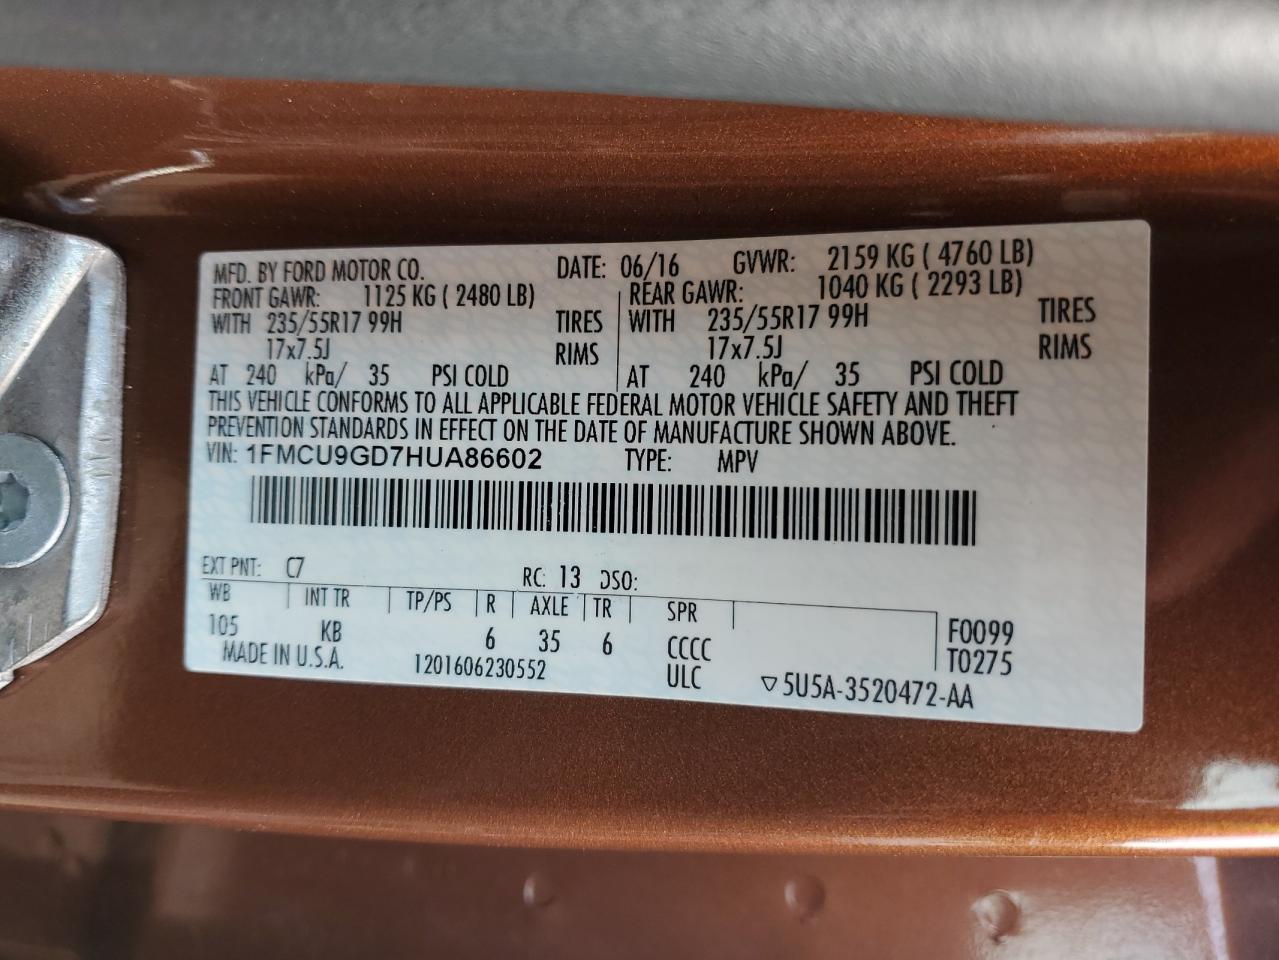 MFD. BY FORD MOTOR CO. DATE: 06/16 GVWR: 2159 KG ( 4760 LB)
FRONT GAWR: 1125 KG ( 2480 LB) REAR GAWR: 1040 KG ( 2293 LB)
WITH 235/55R17 99H TIRES WITH 235/55R17 99H TIRES
17x7.5J RIMS 17x7.5J RIMS
AT 240 kPa/ 35 PSI COLD AT 240 kPa/ 35 PSI COLD
THIS VEHICLE CONFORMS TO ALL APPLICABLE FEDERAL MOTOR VEHICLE SAFETY AND THEFT
PREVENTION STANDARDS IN EFFECT ON THE DATE OF MANUFACTURE SHOWN ABOVE.
VIN: 1FMCU9GD7HUA86602 TYPE: MPV
EXT PNT: C7 RC: 13 DSO:
WB INT TR TP/PS R AXLE TR SPR
105 KB 6 35 6 CCCC F0099
MADE IN U.S.A. 1201606230552 ULC T0275
▽5U5A-3520472-AA